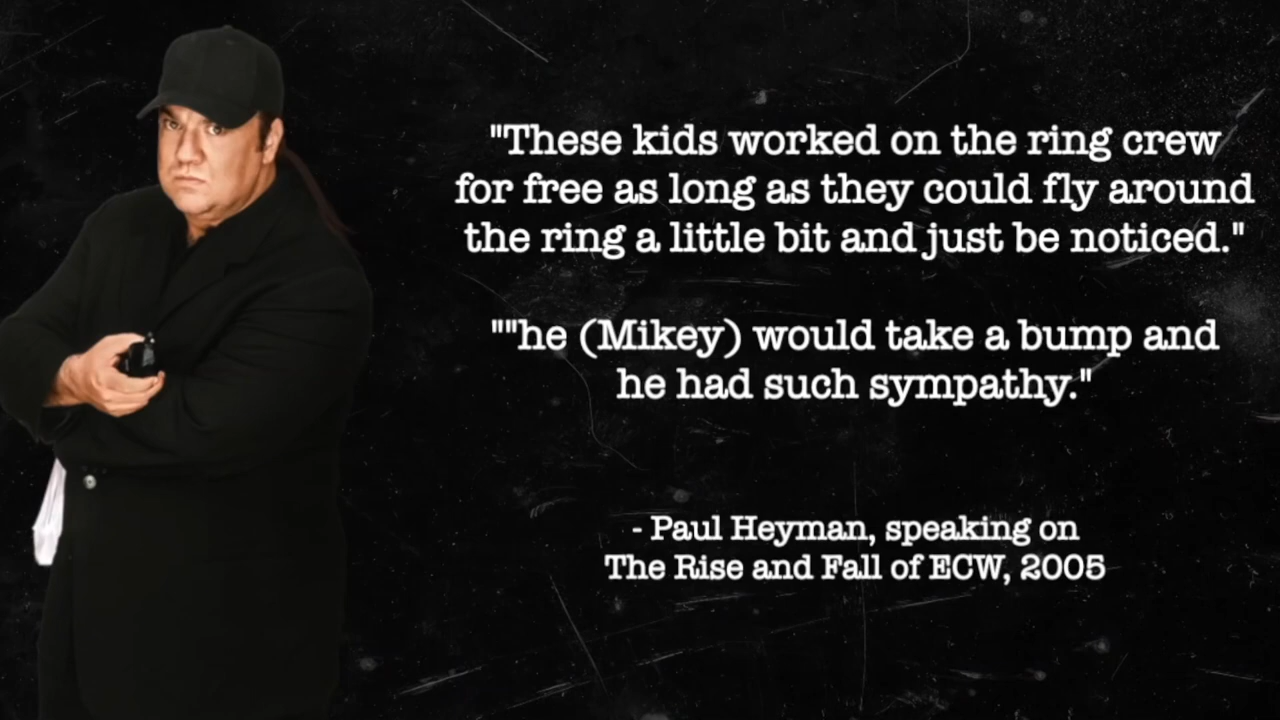 "These kids worked on the ring crew
for free as long as they could fly around
the ring a little bit and just be noticed."
""he (Mikey) would take a bump and
he had such sympathy."
- Paul Heyman, speaking on
The Rise and Fall of ECW, 2005